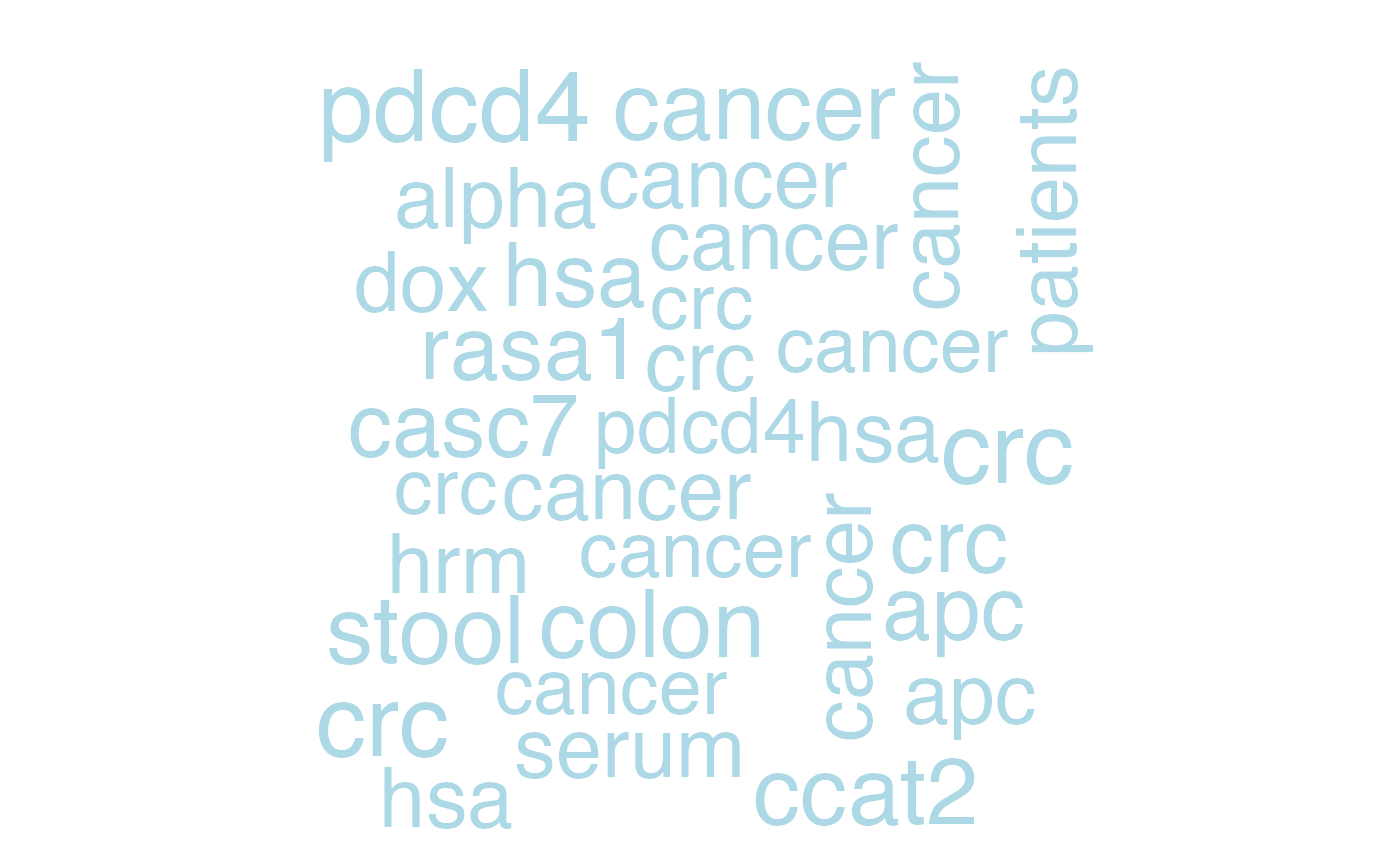 pdcd4 cancer cancer patients
alpha cancer
cancer
dox hsa crc
rasa1 crc cancer
casc7 pdcd4 hsa crc
crc cancer
hrm cancer cancer crc
stool colon apc
cancer apc
crc serum
hsa ccat2